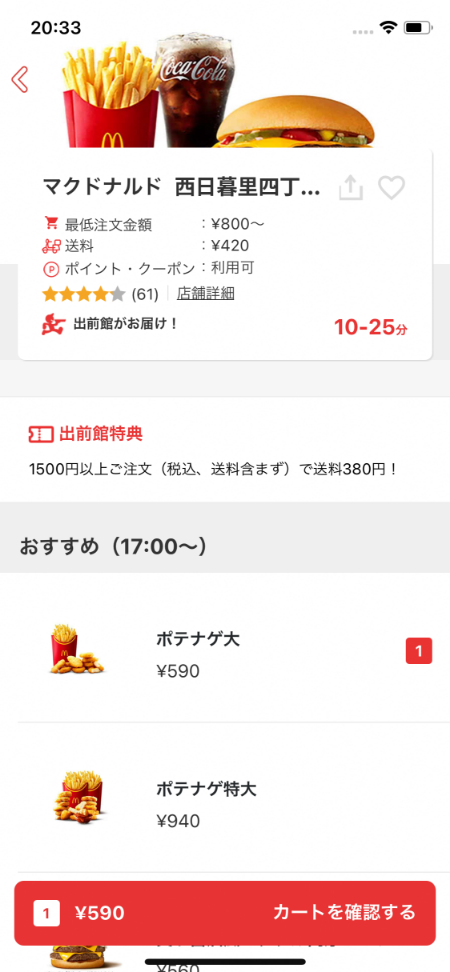 20:33
Coca-Cola
マクドナルド 西日暮里四丁...
最低注文金額 : ¥800〜
送料 : ¥420
ポイント・クーポン : 利用可
(61) 店舗詳細
出前館がお届け！ 10-25分
出前館特典
1500円以上ご注文（税込、送料含まず）で送料380円！
おすすめ（17:00〜）
ポテナゲ大
¥590
1
ポテナゲ特大
¥940
1 ¥590 カートを確認する
¥560